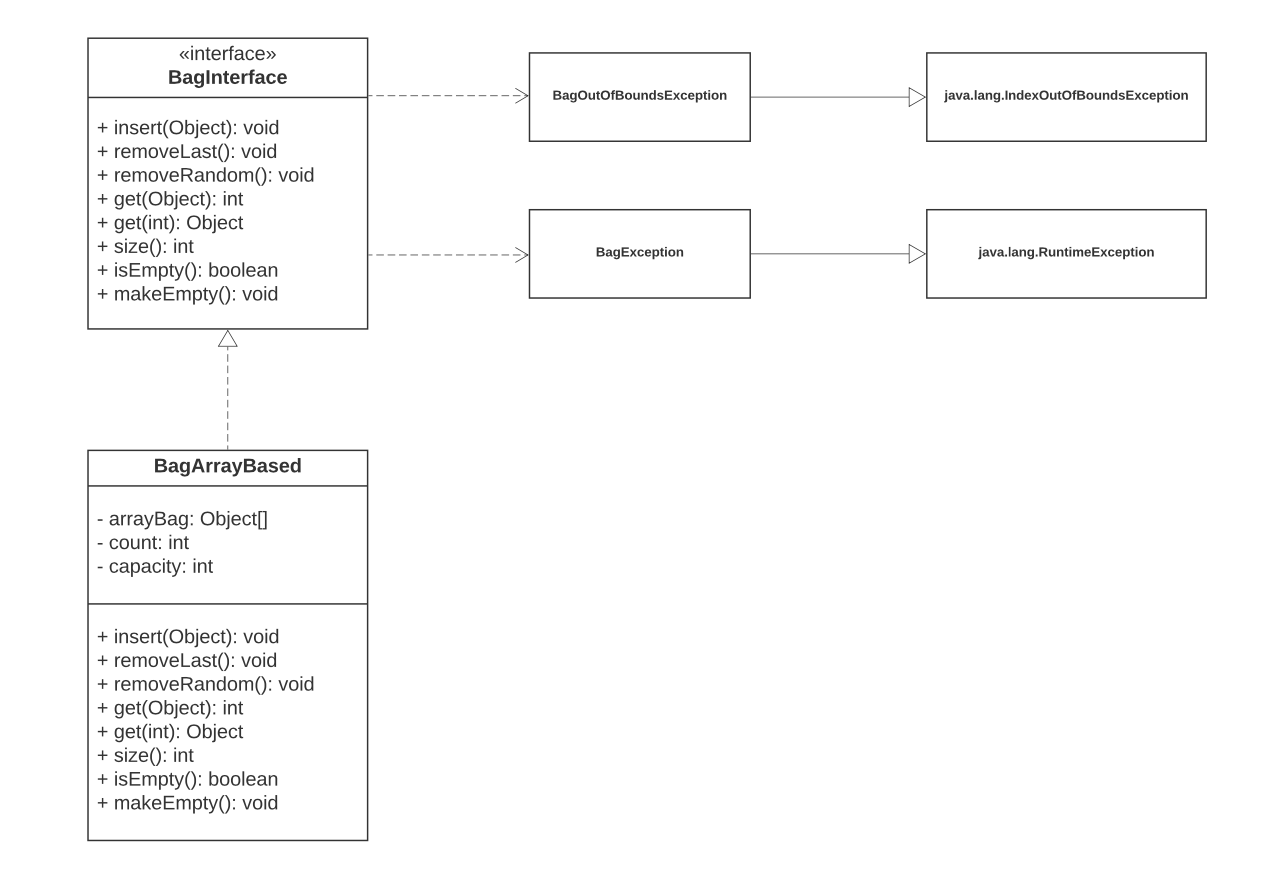 «interface»
BagInterface
+ insert(Object): void
+ removeLast(): void
+ removeRandom(): void
+ get(Object): int
+ get(int): Object
+ size(): int
+ isEmpty(): boolean
+ makeEmpty(): void
BagOutOfBoundsException
java.lang.IndexOutOfBoundsException
BagException
java.lang.RuntimeException
BagArrayBased
- arrayBag: Object[]
- count: int
- capacity: int
+ insert(Object): void
+ removeLast(): void
+ removeRandom(): void
+ get(Object): int
+ get(int): Object
+ size(): int
+ isEmpty(): boolean
+ makeEmpty(): void